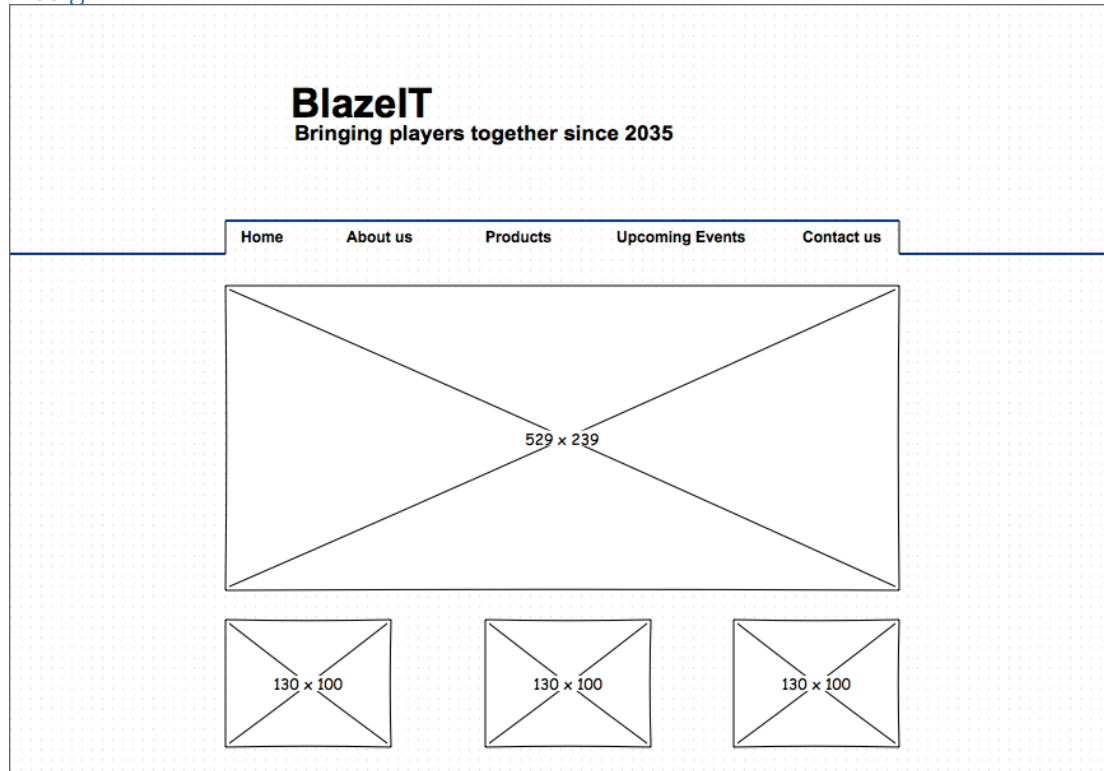 BlazeIT
Bringing players together since 2035
Home About us Products Upcoming Events Contact us
529 x 239
130 x 100 130 x 100 130 x 100